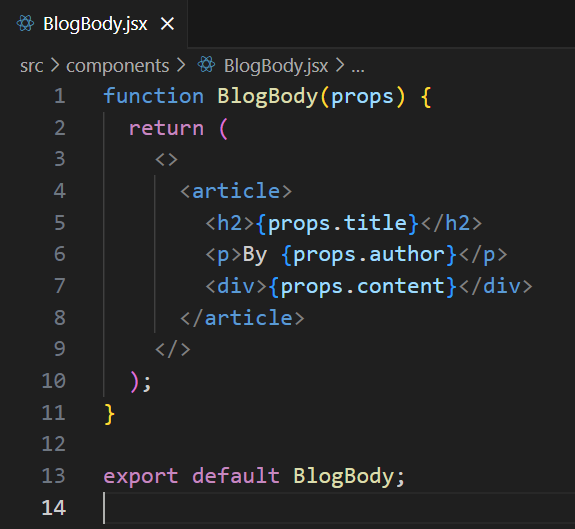 BlogBody.jsx ×
src > components > BlogBody.jsx > ...
1 function BlogBody(props) {
2   return (
3     <>
4       <article>
5         <h2>{props.title}</h2>
6         <p>By {props.author}</p>
7         <div>{props.content}</div>
8       </article>
9     </>
10   );
11 }
12
13 export default BlogBody;
14